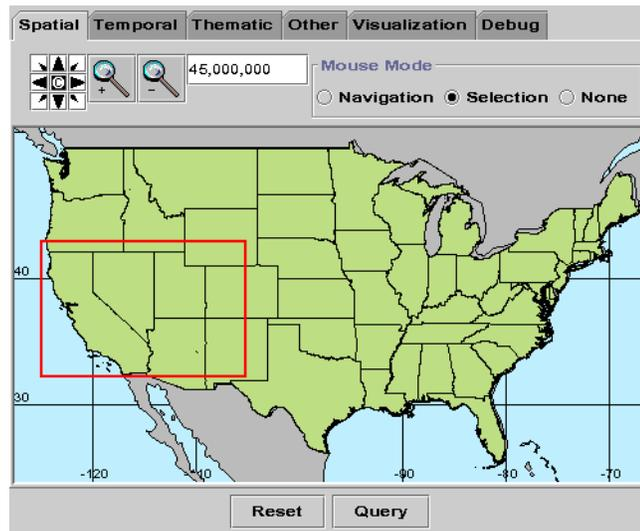 Spatial Temporal Thematic Other Visualization Debug
C + - 45,000,000
Mouse Mode
Navigation Selection None
40
30
-120 -110 -90 -80 -70
Reset Query